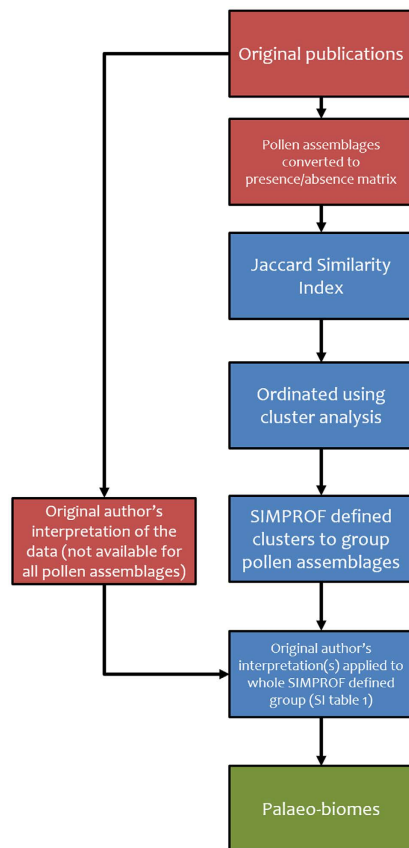 Original publications
Pollen assemblages
converted to
presence/absence matrix
Jaccard Similarity
Index
Ordinated using
cluster analysis
Original author's
interpretation of the
data (not available for
all pollen assemblages)
SIMPROF defined
clusters to group
pollen assemblages
Original author's
interpretation(s) applied to
whole SIMPROF defined
group (SI table 1)
Palaeo-biomes